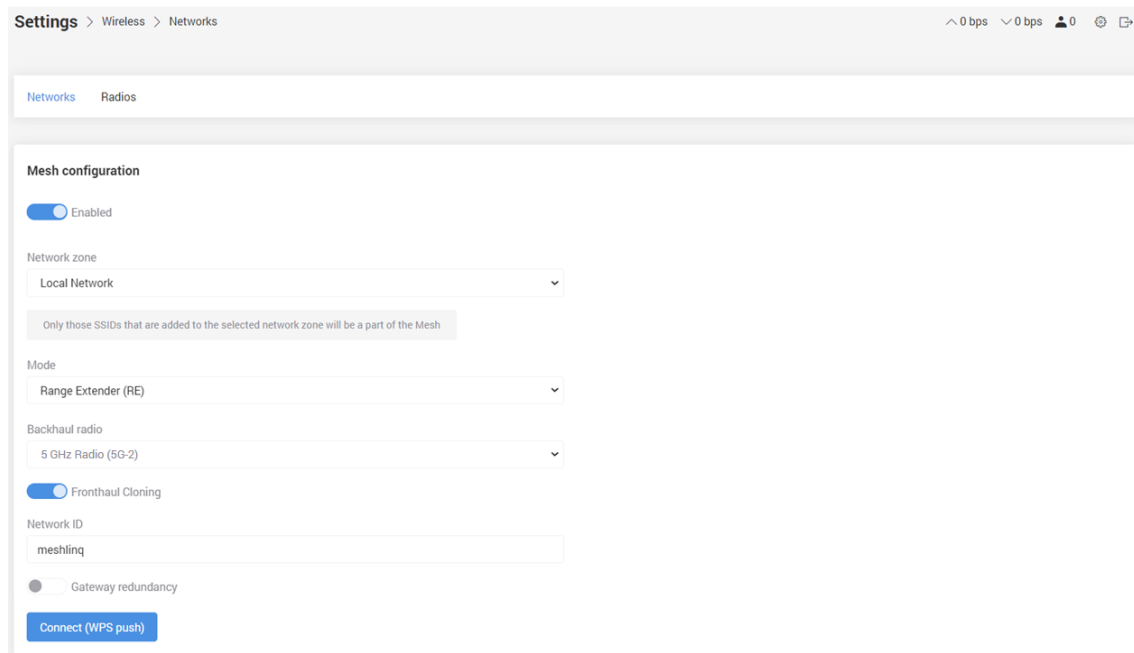 Settings > Wireless > Networks
0 bps 0 bps 0
Networks Radios
Mesh configuration
Enabled
Network zone
Local Network
Only those SSIDs that are added to the selected network zone will be a part of the Mesh
Mode
Range Extender (RE)
Backhaul radio
5 GHz Radio (5G-2)
Fronthaul Cloning
Network ID
meshlinq
Gateway redundancy
Connect (WPS push)